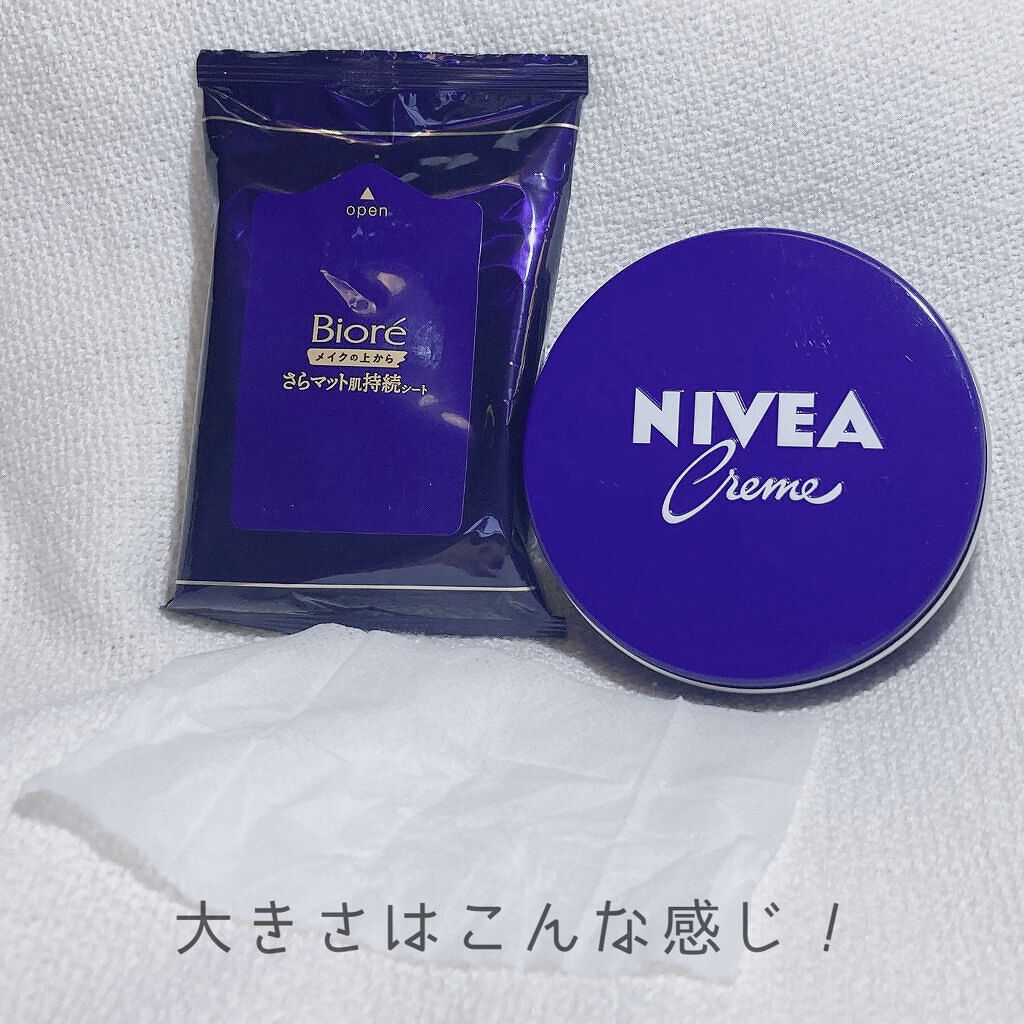 open
Bioré
メイクの上から
さらマット肌持続シート
NIVEA
Creme
大きさはこんな感じ！